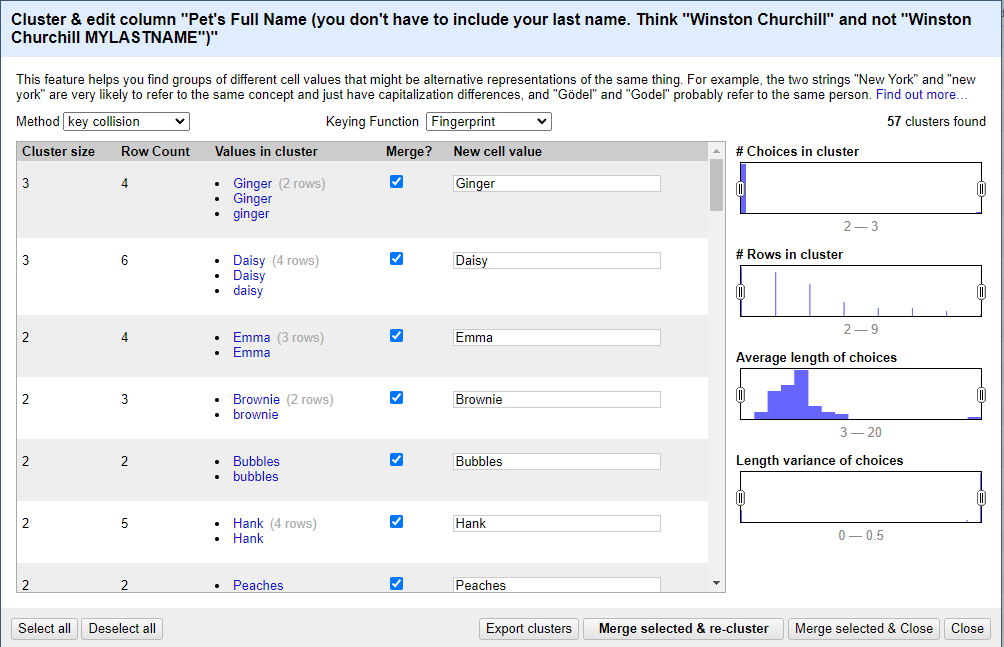 Cluster & edit column "Pet's Full Name (you don't have to include your last name. Think "Winston Churchill" and not "Winston
Churchill MYLASTNAME")"
This feature helps you find groups of different cell values that might be alternative representations of the same thing. For example, the two strings "New York" and "new
york" are very likely to refer to the same concept and just have capitalization differences, and "Gödel" and "Godel" probably refer to the same person. Find out more...
Method key collision Keying Function Fingerprint 57 clusters found
Cluster size Row Count Values in cluster Merge? New cell value
3 4 • Ginger (2 rows) Ginger
• Ginger
• ginger
3 6 • Daisy (4 rows) Daisy
• Daisy
• daisy
2 4 • Emma (3 rows) Emma
• Emma
2 3 • Brownie (2 rows) Brownie
• brownie
2 2 • Bubbles Bubbles
• bubbles
2 5 • Hank (4 rows) Hank
• Hank
2 2 • Peaches Peaches
# Choices in cluster
2 — 3
# Rows in cluster
2 — 9
Average length of choices
3 — 20
Length variance of choices
0 — 0.5
Select all Deselect all Export clusters Merge selected & re-cluster Merge selected & Close Close